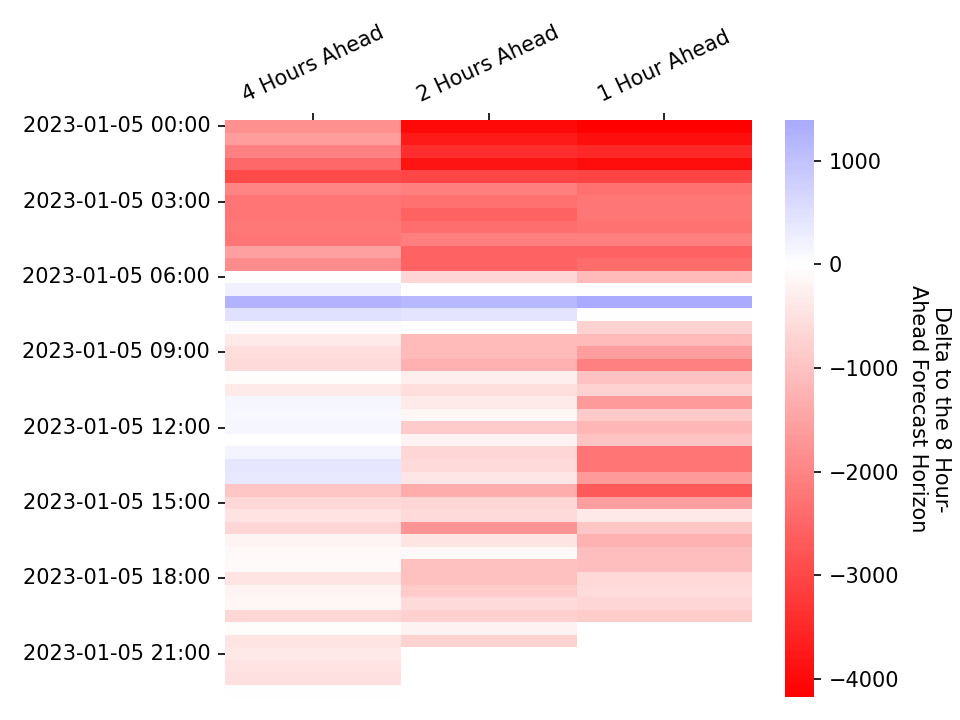 4 Hours Ahead
2 Hours Ahead
1 Hour Ahead
2023-01-05 00:00
2023-01-05 03:00
2023-01-05 06:00
2023-01-05 09:00
2023-01-05 12:00
2023-01-05 15:00
2023-01-05 18:00
2023-01-05 21:00
1000
0
−1000
−2000
−3000
−4000
Delta to the 8 Hour-
Ahead Forecast Horizon